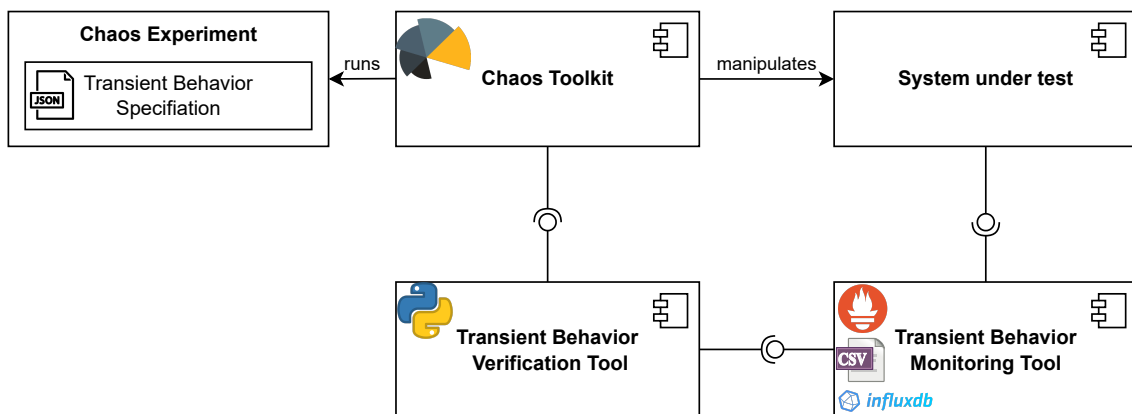 Chaos Experiment
JSON
Transient Behavior
Specifiation
runs
Chaos Toolkit
manipulates
System under test
Transient Behavior
Verification Tool
CSV
Transient Behavior
Monitoring Tool
influxdb